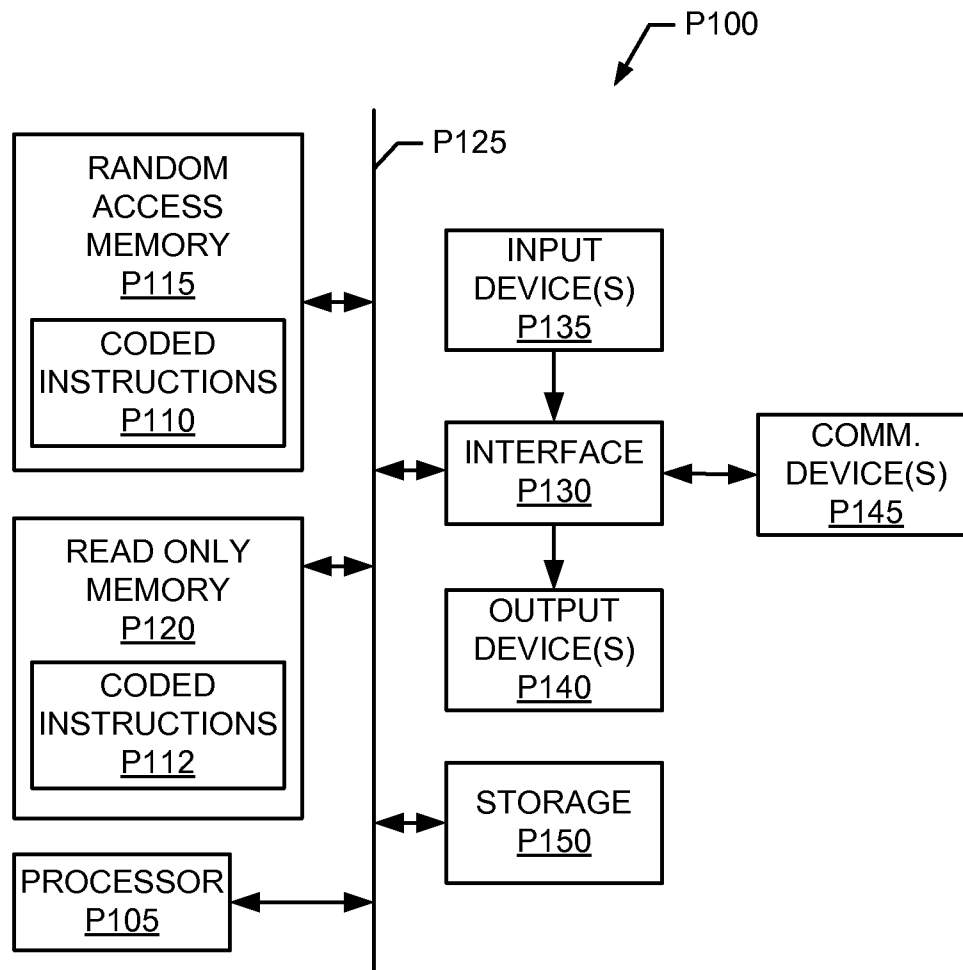 P100
P125
RANDOM
ACCESS
MEMORY
P115
CODED
INSTRUCTIONS
P110
READ ONLY
MEMORY
P120
CODED
INSTRUCTIONS
P112
PROCESSOR
P105
INPUT
DEVICE(S)
P135
INTERFACE
P130
COMM.
DEVICE(S)
P145
OUTPUT
DEVICE(S)
P140
STORAGE
P150